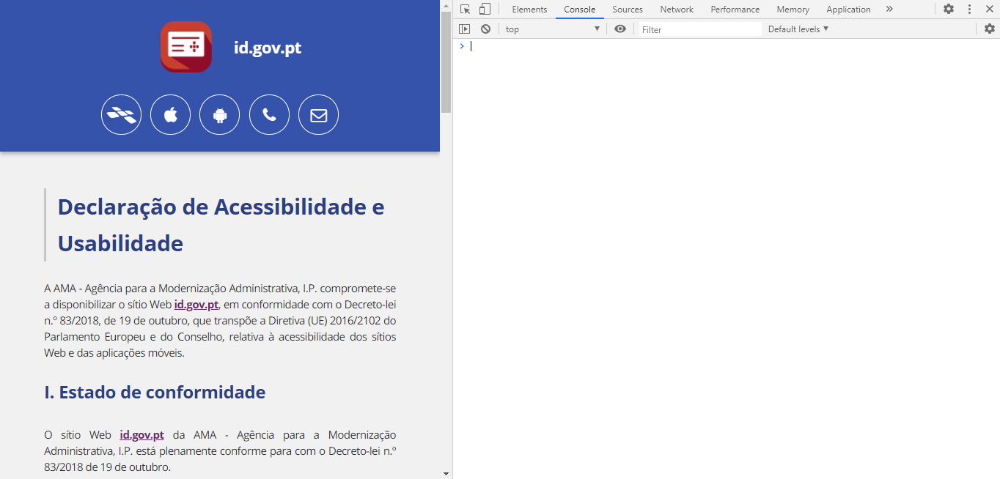 id.gov.pt
Declaração de Acessibilidade e
Usabilidade
A AMA - Agência para a Modernização Administrativa, I.P. compromete-se
a disponibilizar o sítio Web id.gov.pt, em conformidade com o Decreto-lei
n.º 83/2018, de 19 de outubro, que transpõe a Diretiva (UE) 2016/2102 do
Parlamento Europeu e do Conselho, relativa à acessibilidade dos sítios
Web e das aplicações móveis.
I. Estado de conformidade
O sítio Web id.gov.pt da AMA - Agência para a Modernização
Administrativa, I.P. está plenamente conforme para com o Decreto-lei n.º
83/2018 de 19 de outubro.
Elements Console Sources Network Performance Memory Application
top Filter Default levels